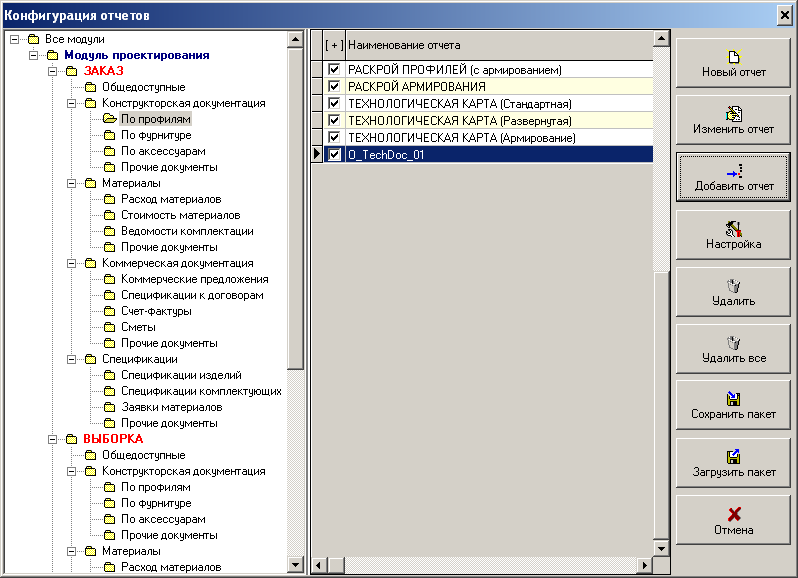 Конфигурация отчетов
Все модули
Модуль проектирования
ЗАКАЗ
Общедоступные
Конструкторская документация
По профилям
По фурнитуре
По аксессуарам
Прочие документы
Материалы
Расход материалов
Стоимость материалов
Ведомости комплектации
Прочие документы
Коммерческая документация
Коммерческие предложения
Спецификации к договорам
Счет-фактуры
Сметы
Прочие документы
Спецификации
Спецификации изделий
Спецификации комплектующих
Заявки материалов
Прочие документы
ВЫБОРКА
Общедоступные
Конструкторская документация
По профилям
По фурнитуре
По аксессуарам
Прочие документы
Материалы
Расход материалов
[ + ] Наименование отчета
РАСКРОЙ ПРОФИЛЕЙ (с армированием)
РАСКРОЙ АРМИРОВАНИЯ
ТЕХНОЛОГИЧЕСКАЯ КАРТА (Стандартная)
ТЕХНОЛОГИЧЕСКАЯ КАРТА (Развернутая)
ТЕХНОЛОГИЧЕСКАЯ КАРТА (Армирование)
O_TechDoc_01
Новый отчет
Изменить отчет
Добавить отчет
Настройка
Удалить
Удалить все
Сохранить пакет
Загрузить пакет
Отмена